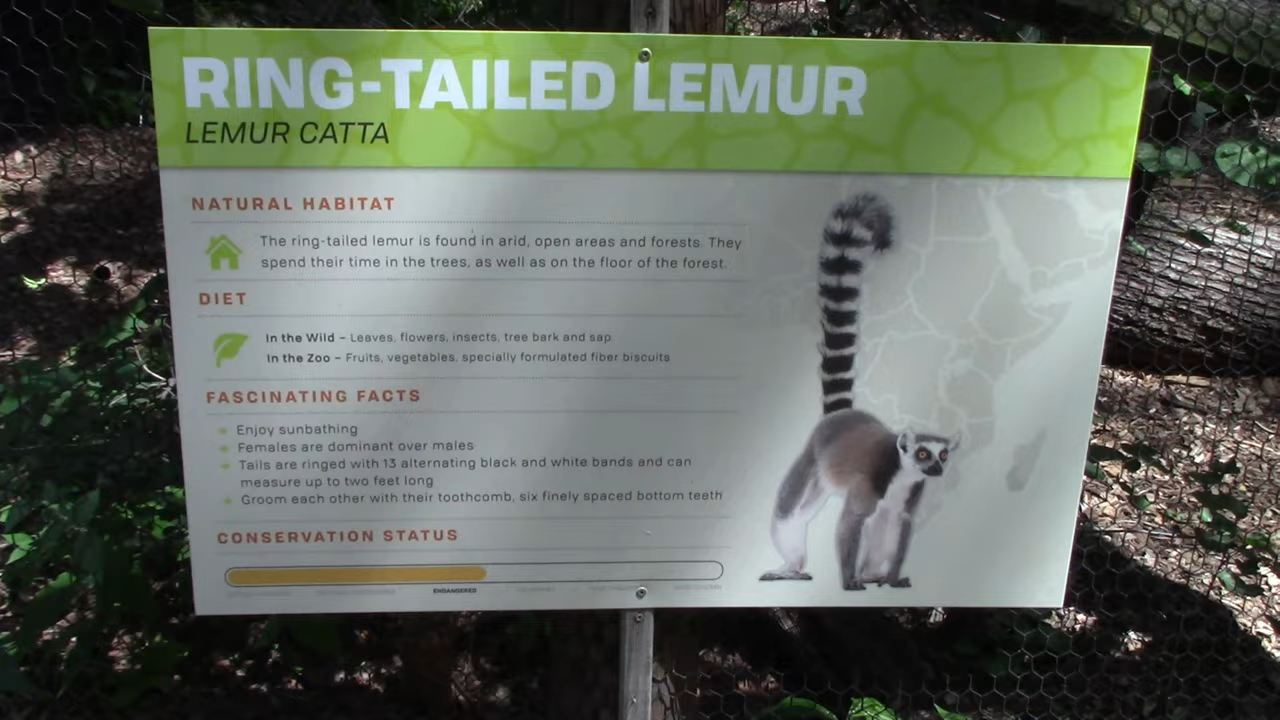 RING-TAILED LEMUR
LEMUR CATTA
NATURAL HABITAT
The ring-tailed lemur is found in arid, open areas and forests. They
spend their time in the trees, as well as on the floor of the forest.
DIET
In the Wild – Leaves, flowers, insects, tree bark and sap
In the Zoo – Fruits, vegetables, specially formulated fiber biscuits
FASCINATING FACTS
Enjoy sunbathing
Females are dominant over males
Tails are ringed with 13 alternating black and white bands and can
measure up to two feet long
Groom each other with their toothcomb, six finely spaced bottom teeth
CONSERVATION STATUS
ENDANGERED